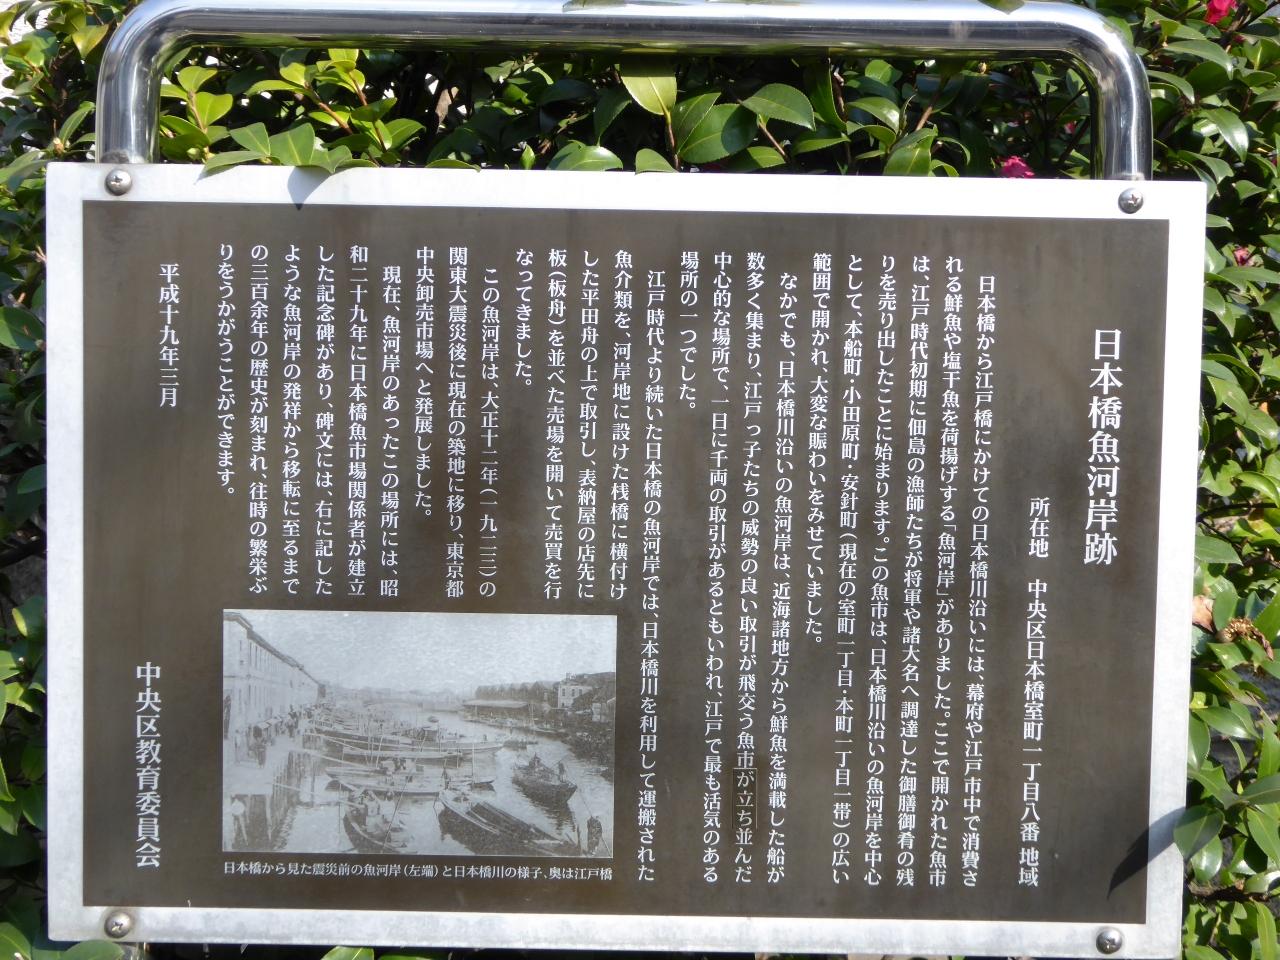 日本橋魚河岸跡
所在地　中央区日本橋室町一丁目八番 地域
日本橋から江戸橋にかけての日本橋川沿いには、幕府や江戸市中で消費さ
れる鮮魚や塩干魚を荷揚げする「魚河岸」がありました。ここで開かれた魚市
は、江戸時代初期に佃島の漁師たちが将軍や諸大名へ調達した御膳御肴の残
りを売り出したことに始まります。この魚市は、日本橋川沿いの魚河岸を中心
として、本船町・小田原町・安針町（現在の室町一丁目・本町一丁目一帯）の広い
範囲で開かれ、大変な賑わいをみせていました。
なかでも、日本橋川沿いの魚河岸は、近海諸地方から鮮魚を満載した船が
数多く集まり、江戸っ子たちの威勢の良い取引が飛交う魚市が立ち並んだ
中心的な場所で、一日に千両の取引があるともいわれ、江戸で最も活気のある
場所の一つでした。
江戸時代より続いた日本橋の魚河岸では、日本橋川を利用して運搬された
魚介類を、河岸地に設けた桟橋に横付け
した平田舟の上で取引し、表納屋の店先に
板（板舟）を並べた売場を開いて売買を行
なってきました。
この魚河岸は、大正十二年（一九二三）の
関東大震災後に現在の築地に移り、東京都
中央卸売市場へと発展しました。
現在、魚河岸のあったこの場所には、昭
和二十九年に日本橋魚市場関係者が建立
した記念碑があり、碑文には、右に記した
ような魚河岸の発祥から移転に至るまで
の三百余年の歴史が刻まれ、往時の繁栄ぶ
りをうかがうことができます。
平成十九年三月
中央区教育委員会
日本橋から見た震災前の魚河岸（左端）と日本橋川の様子、奥は江戸橋